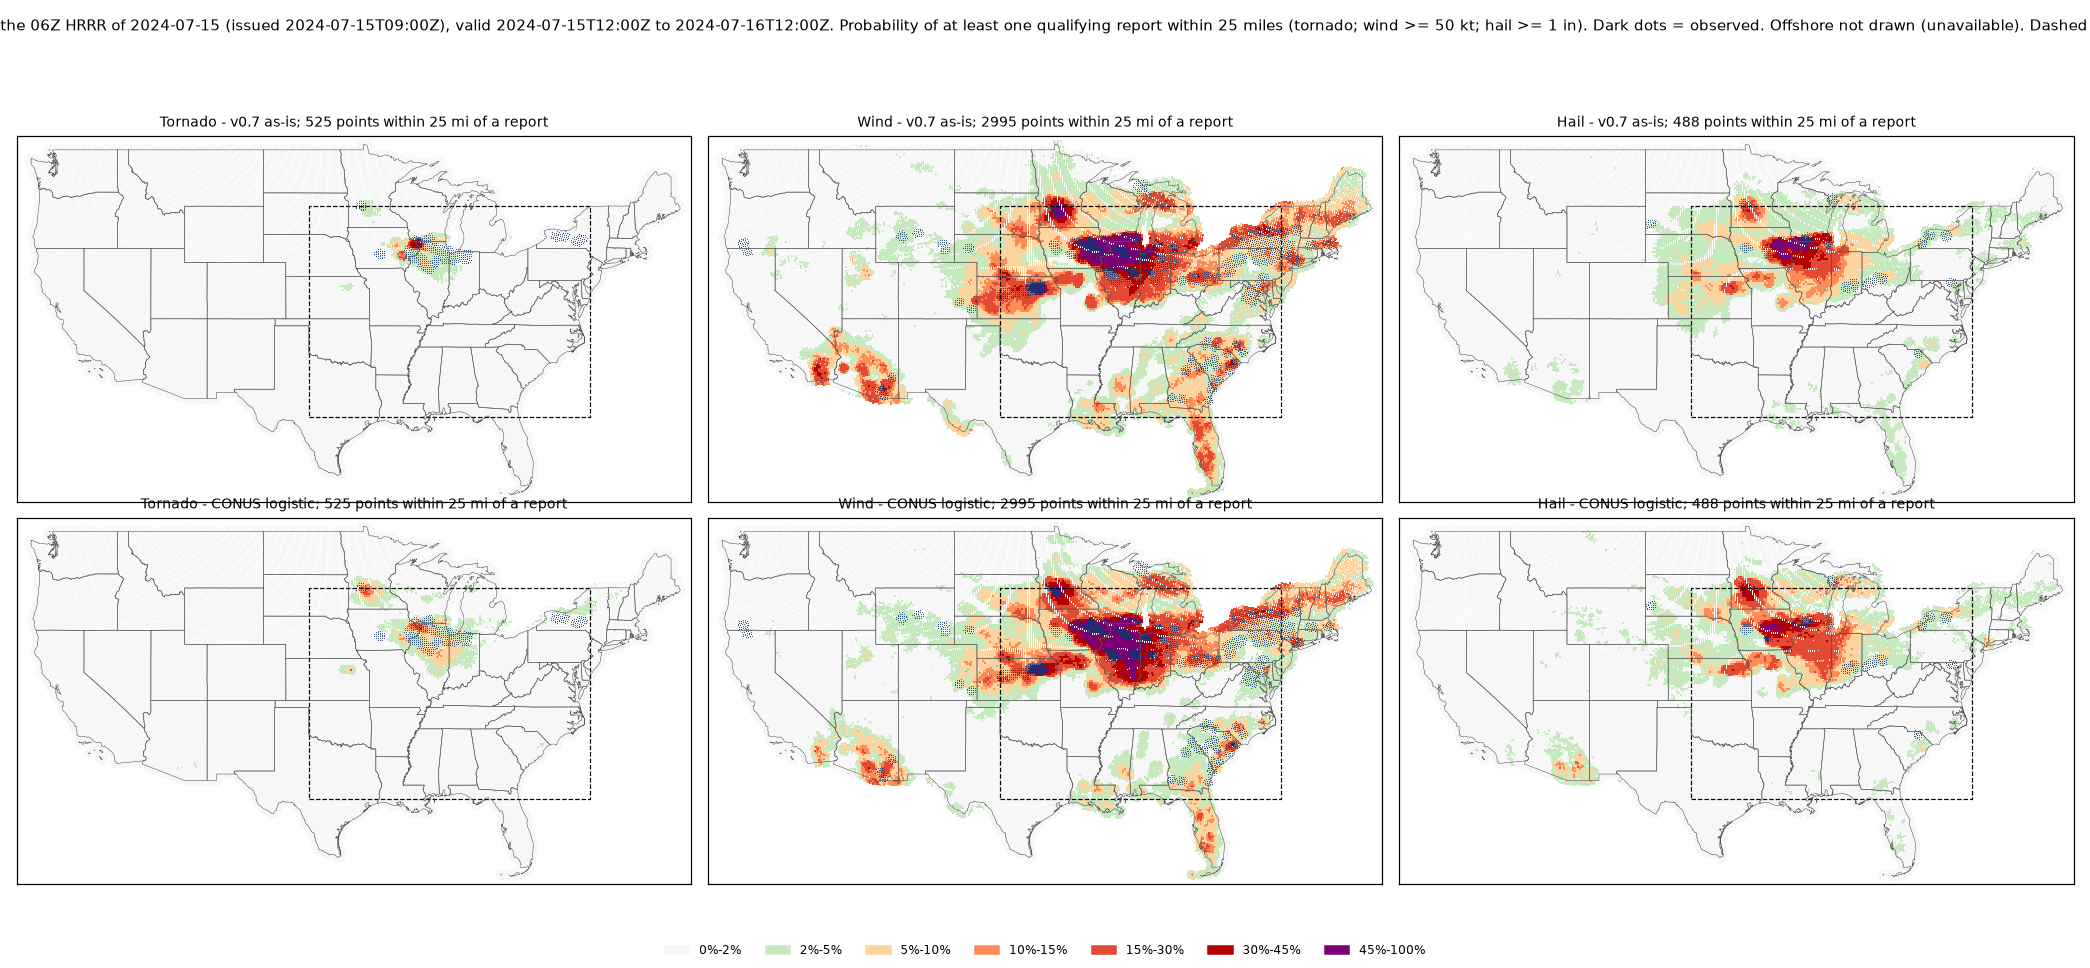 the 06Z HRRR of 2024-07-15 (issued 2024-07-15T09:00Z), valid 2024-07-15T12:00Z to 2024-07-16T12:00Z. Probability of at least one qualifying report within 25 miles (tornado; wind >= 50 kt; hail >= 1 in). Dark dots = observed. Offshore not drawn (unavailable). Dashed
Tornado - v0.7 as-is; 525 points within 25 mi of a report
Wind - v0.7 as-is; 2995 points within 25 mi of a report
Hail - v0.7 as-is; 488 points within 25 mi of a report
Tornado - CONUS logistic; 525 points within 25 mi of a report
Wind - CONUS logistic; 2995 points within 25 mi of a report
Hail - CONUS logistic; 488 points within 25 mi of a report
0%-2%
2%-5%
5%-10%
10%-15%
15%-30%
30%-45%
45%-100%